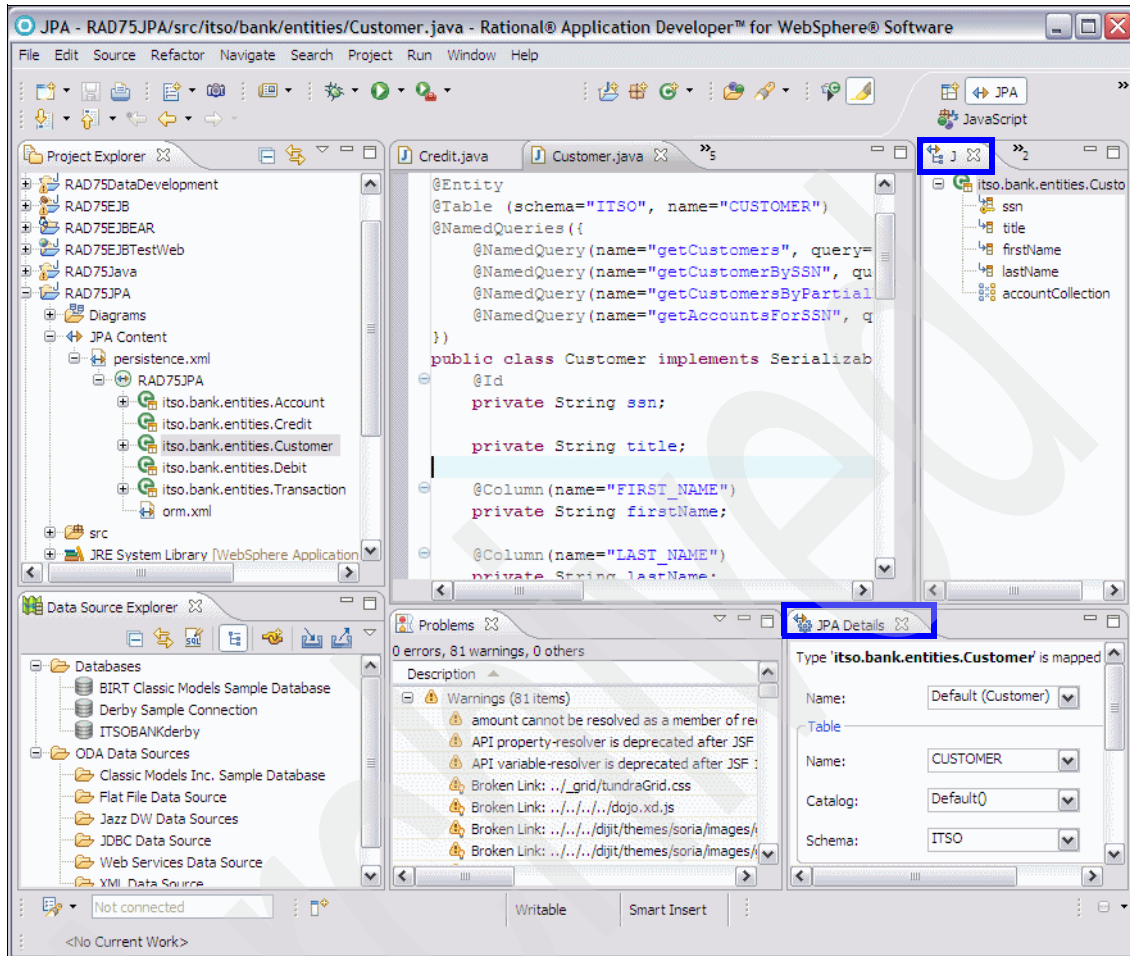 JPA - RAD75JPA/src/itso/bank/entities/Customer.java - Rational® Application Developer™ for WebSphere® Software
File Edit Source Refactor Navigate Search Project Run Window Help
JPA
JavaScript
Project Explorer
RAD75DataDevelopment
RAD75EJB
RAD75EJBEAR
RAD75EJBTestWeb
RAD75Java
RAD75JPA
Diagrams
JPA Content
persistence.xml
RAD75JPA
itso.bank.entities.Account
itso.bank.entities.Credit
itso.bank.entities.Customer
itso.bank.entities.Debit
itso.bank.entities.Transaction
orm.xml
src
JRE System Library [WebSphere Application
Credit.java
Customer.java
»5
@Entity
@Table (schema="ITSO", name="CUSTOMER")
@NamedQueries({
@NamedQuery(name="getCustomers", query=
@NamedQuery(name="getCustomerBySSN", qu
@NamedQuery(name="getCustomersByPartial
@NamedQuery(name="getAccountsForSSN", q
})
public class Customer implements Serializab
@Id
private String ssn;
private String title;
@Column(name="FIRST_NAME")
private String firstName;
@Column(name="LAST_NAME")
private String lastName;
J
»2
itso.bank.entities.Custo
ssn
title
firstName
lastName
accountCollection
Data Source Explorer
Databases
BIRT Classic Models Sample Database
Derby Sample Connection
ITSOBANKderby
ODA Data Sources
Classic Models Inc. Sample Database
Flat File Data Source
Jazz DW Data Sources
JDBC Data Source
Web Services Data Source
XML Data Source
Problems
0 errors, 81 warnings, 0 others
Description
Warnings (81 items)
amount cannot be resolved as a member of re
API property-resolver is deprecated after JSF
API variable-resolver is deprecated after JSF 1
Broken Link: ../_grid/tundraGrid.css
Broken Link: ../../../../dojo.xd.js
Broken Link: ../../../dijit/themes/soria/images/
Broken Link: ../../../dijit/themes/soria/images/
JPA Details
Type 'itso.bank.entities.Customer' is mapped
Name: Default (Customer)
Table
Name: CUSTOMER
Catalog: Default()
Schema: ITSO
Not connected
Writable
Smart Insert
<No Current Work>